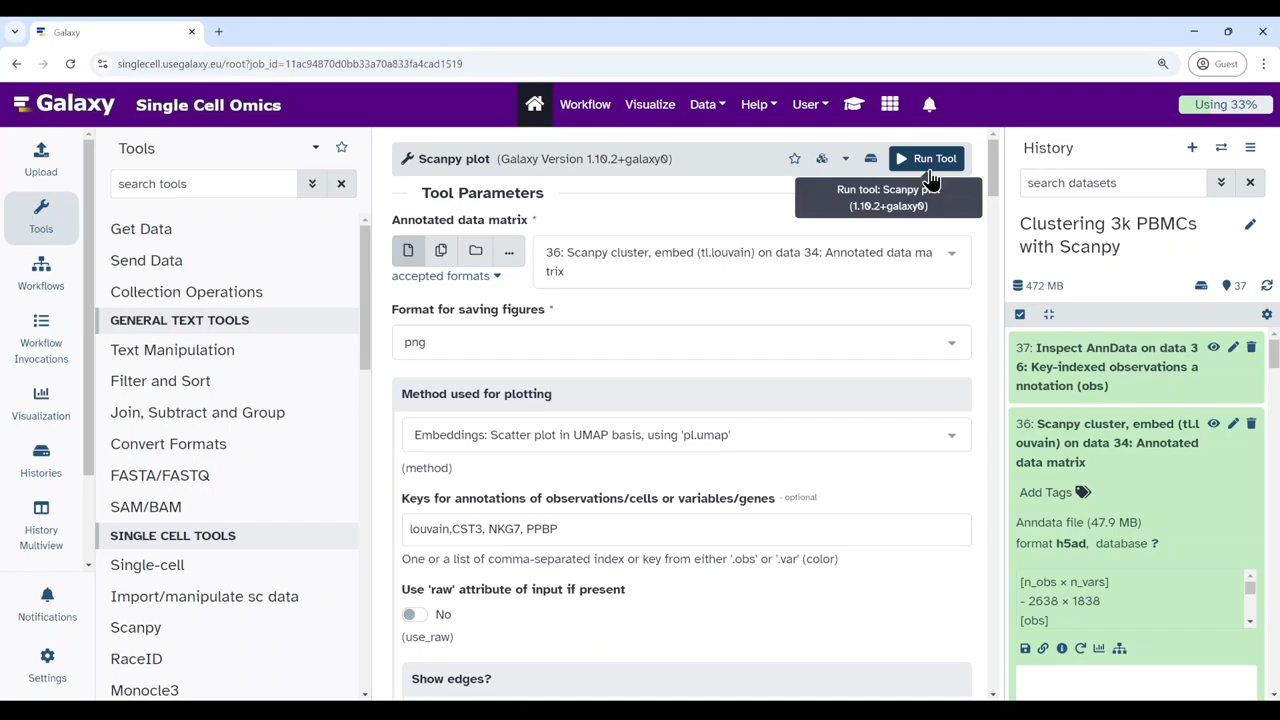 Galaxy
singlecell.usegalaxy.eu/root?job_id=11ac94870d0bb33a70a833fa4cad1519
Guest
Galaxy
Single Cell Omics
Workflow
Visualize
Data
Help
User
Using 33%
Upload
Tools
Workflows
Workflow
Invocations
Visualization
Histories
History
Multiview
Notifications
Settings
Tools
search tools
Get Data
Send Data
Collection Operations
GENERAL TEXT TOOLS
Text Manipulation
Filter and Sort
Join, Subtract and Group
Convert Formats
FASTA/FASTQ
SAM/BAM
SINGLE CELL TOOLS
Single-cell
Import/manipulate sc data
Scanpy
RaceID
Monocle3
Scanpy plot (Galaxy Version 1.10.2+galaxy0)
Run Tool
Run tool: Scanpy
(1.10.2+galaxy0)
Tool Parameters
Annotated data matrix *
accepted formats
36: Scanpy cluster, embed (tl.louvain) on data 34: Annotated data ma
trix
Format for saving figures *
png
Method used for plotting
Embeddings: Scatter plot in UMAP basis, using 'pl.umap'
(method)
Keys for annotations of observations/cells or variables/genes - optional
louvain,CST3, NKG7, PPBP
One or a list of comma-separated index or key from either '.obs' or '.var' (color)
Use 'raw' attribute of input if present
No
(use_raw)
Show edges?
History
search datasets
Clustering 3k PBMCs
with Scanpy
472 MB
37
37: Inspect AnnData on data 3
6: Key-indexed observations a
nnotation (obs)
36: Scanpy cluster, embed (tl.l
ouvain) on data 34: Annotated
data matrix
Add Tags
Anndata file (47.9 MB)
format h5ad, database ?
[n_obs × n_vars]
- 2638 × 1838
[obs]